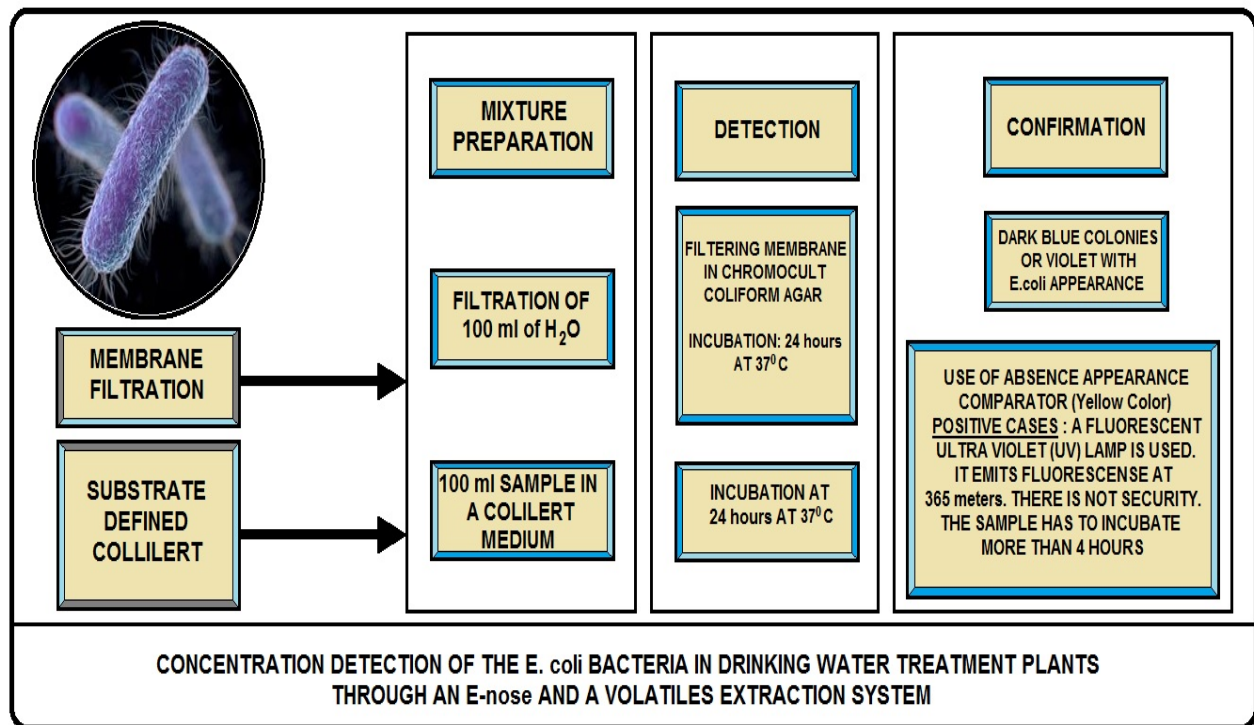 MEMBRANE
FILTRATION
SUBSTRATE
DEFINED
COLLILERT
MIXTURE
PREPARATION
FILTRATION OF
100 ml of H₂O
100 ml SAMPLE IN
A COLILERT
MEDIUM
DETECTION
FILTERING MEMBRANE
IN CHROMOCULT
COLIFORM AGAR
INCUBATION: 24 hours
AT 37⁰ C
INCUBATION AT
24 hours AT 37⁰ C
CONFIRMATION
DARK BLUE COLONIES
OR VIOLET WITH
E.coli APPEARANCE
USE OF ABSENCE APPEARANCE
COMPARATOR (Yellow Color)
POSITIVE CASES : A FLUORESCENT
ULTRA VIOLET (UV) LAMP IS USED.
IT EMITS FLUORESCENSE AT
365 meters. THERE IS NOT SECURITY.
THE SAMPLE HAS TO INCUBATE
MORE THAN 4 HOURS
CONCENTRATION DETECTION OF THE E. coli BACTERIA IN DRINKING WATER TREATMENT PLANTS
THROUGH AN E-nose AND A VOLATILES EXTRACTION SYSTEM